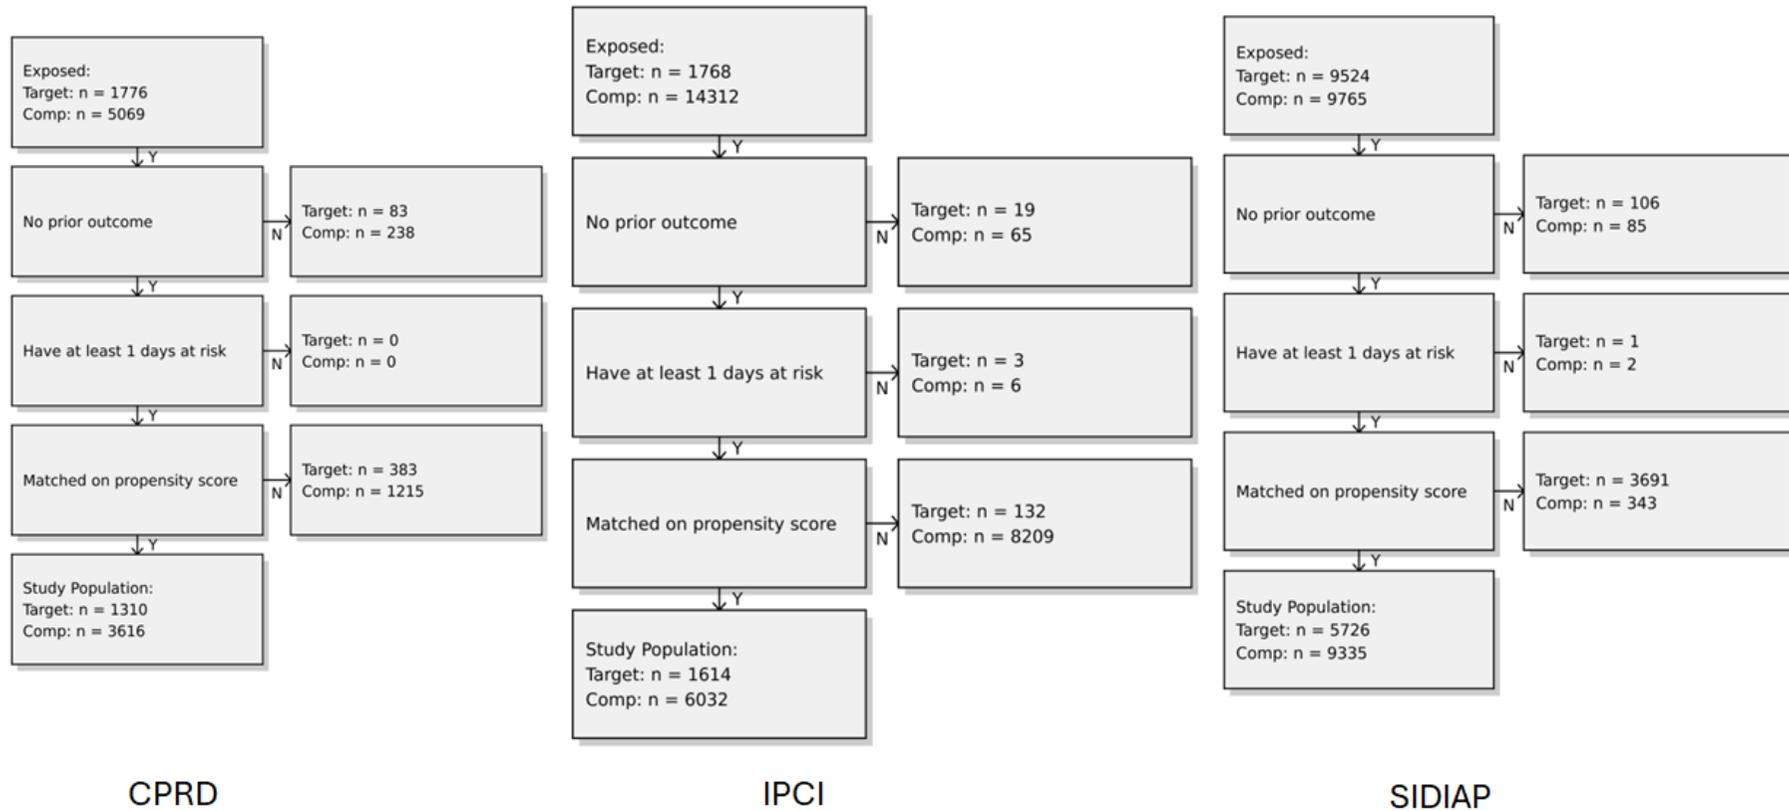 Exposed:
Target: n = 1776
Comp: n = 5069
Y
No prior outcome
N
Target: n = 83
Comp: n = 238
Y
Have at least 1 days at risk
N
Target: n = 0
Comp: n = 0
Y
Matched on propensity score
N
Target: n = 383
Comp: n = 1215
Y
Study Population:
Target: n = 1310
Comp: n = 3616
CPRD
Exposed:
Target: n = 1768
Comp: n = 14312
Y
No prior outcome
N
Target: n = 19
Comp: n = 65
Y
Have at least 1 days at risk
N
Target: n = 3
Comp: n = 6
Y
Matched on propensity score
N
Target: n = 132
Comp: n = 8209
Y
Study Population:
Target: n = 1614
Comp: n = 6032
IPCI
Exposed:
Target: n = 9524
Comp: n = 9765
Y
No prior outcome
N
Target: n = 106
Comp: n = 85
Y
Have at least 1 days at risk
N
Target: n = 1
Comp: n = 2
Y
Matched on propensity score
N
Target: n = 3691
Comp: n = 343
Y
Study Population:
Target: n = 5726
Comp: n = 9335
SIDIAP